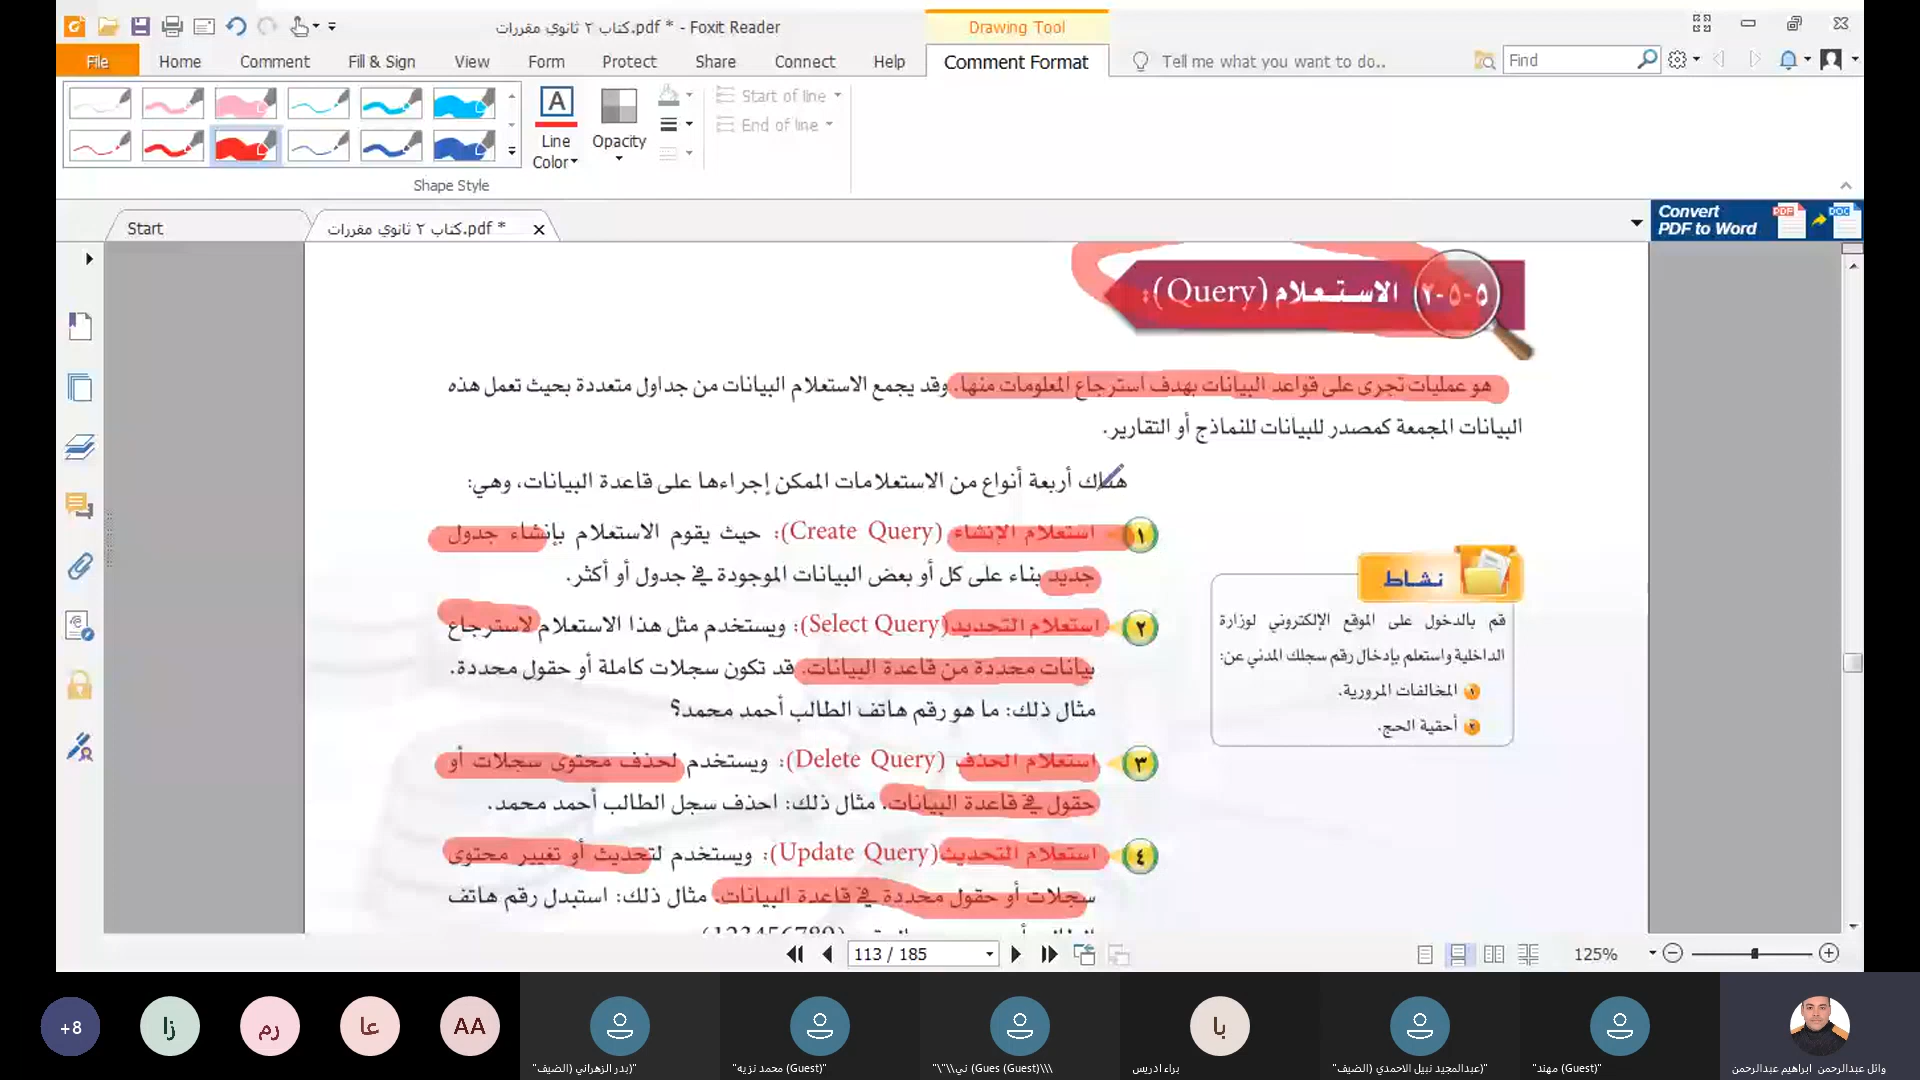 كتاب ٢ ثانوي مقررات.pdf * - Foxit Reader
Drawing Tool
File Home Comment Fill & Sign View Form Protect Share Connect Help Comment Format Tell me what you want to do.. Find
Line Color
Opacity
Start of line
End of line
Shape Style
Start
كتاب ٢ ثانوي مقررات.pdf *
Convert
PDF to Word
٥-٥-٢ الاستعلام (Query):
هو عمليات تجرى على قواعد البيانات بهدف استرجاع المعلومات منها. وقد يجمع الاستعلام البيانات من جداول متعددة بحيث تعمل هذه
البيانات المجمعة كمصدر للبيانات للنماذج أو التقارير.
هناك أربعة أنواع من الاستعلامات الممكن إجراءها على قاعدة البيانات، وهي:
١ استعلام الإنشاء (Create Query): حيث يقوم الاستعلام بإنشاء جدول
جديد بناء على كل أو بعض البيانات الموجودة في جدول أو أكثر.
٢ استعلام التحديد (Select Query): ويستخدم مثل هذا الاستعلام لاسترجاع
بيانات محددة من قاعدة البيانات، قد تكون سجلات كاملة أو حقول محددة.
مثال ذلك: ما هو رقم هاتف الطالب أحمد محمد؟
٣ استعلام الحذف (Delete Query): ويستخدم لحذف محتوى سجلات أو
حقول في قاعدة البيانات. مثال ذلك: احذف سجل الطالب أحمد محمد.
٤ استعلام التحديث (Update Query): ويستخدم لتحديث أو تغيير محتوى
سجلات أو حقول محددة في قاعدة البيانات. مثال ذلك: استبدل رقم هاتف
(123456789)
نشاط
قم بالدخول على الموقع الإلكتروني لوزارة
الداخلية واستعلم بإدخال رقم سجلك المدني عن:
١ المخالفات المرورية.
٢ أحقية الحج.
113 / 185
125%
+8
زا
رم
عا
AA
با
"(بدر الزهراني (الضيف"
"محمد نزيه (Guest)"
"\"\\ني (Gues (Guest)\\\
براء ادريس
"(عبدالمجيد نبيل الاحمدي (الضيف"
"مهند (Guest)"
وائل عبدالرحمن ابراهيم عبدالرحمن